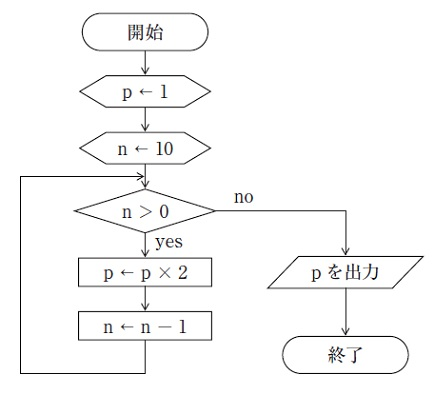 開始
p ← 1
n ← 10
n > 0
no
yes
p ← p × 2
n ← n − 1
p を出力
終了